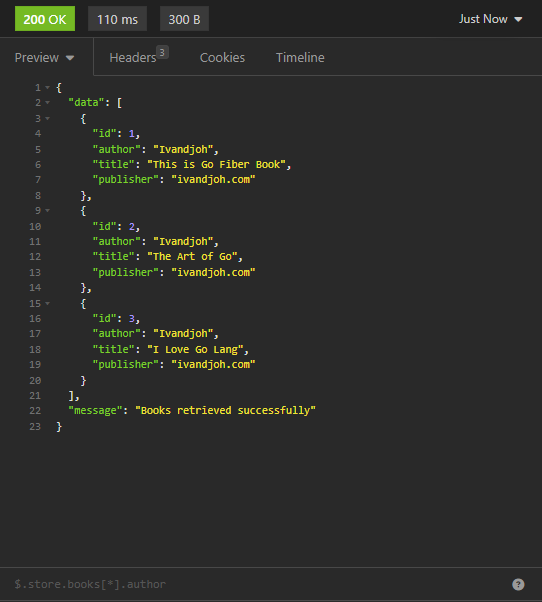 200 OK 110 ms 300 B Just Now
Preview Headers 3 Cookies Timeline
1 {
2 "data": [
3 {
4 "id": 1,
5 "author": "Ivandjoh",
6 "title": "This is Go Fiber Book",
7 "publisher": "ivandjoh.com"
8 },
9 {
10 "id": 2,
11 "author": "Ivandjoh",
12 "title": "The Art of Go",
13 "publisher": "ivandjoh.com"
14 },
15 {
16 "id": 3,
17 "author": "Ivandjoh",
18 "title": "I Love Go Lang",
19 "publisher": "ivandjoh.com"
20 }
21 ],
22 "message": "Books retrieved successfully"
23 }
$.store.books[*].author ?